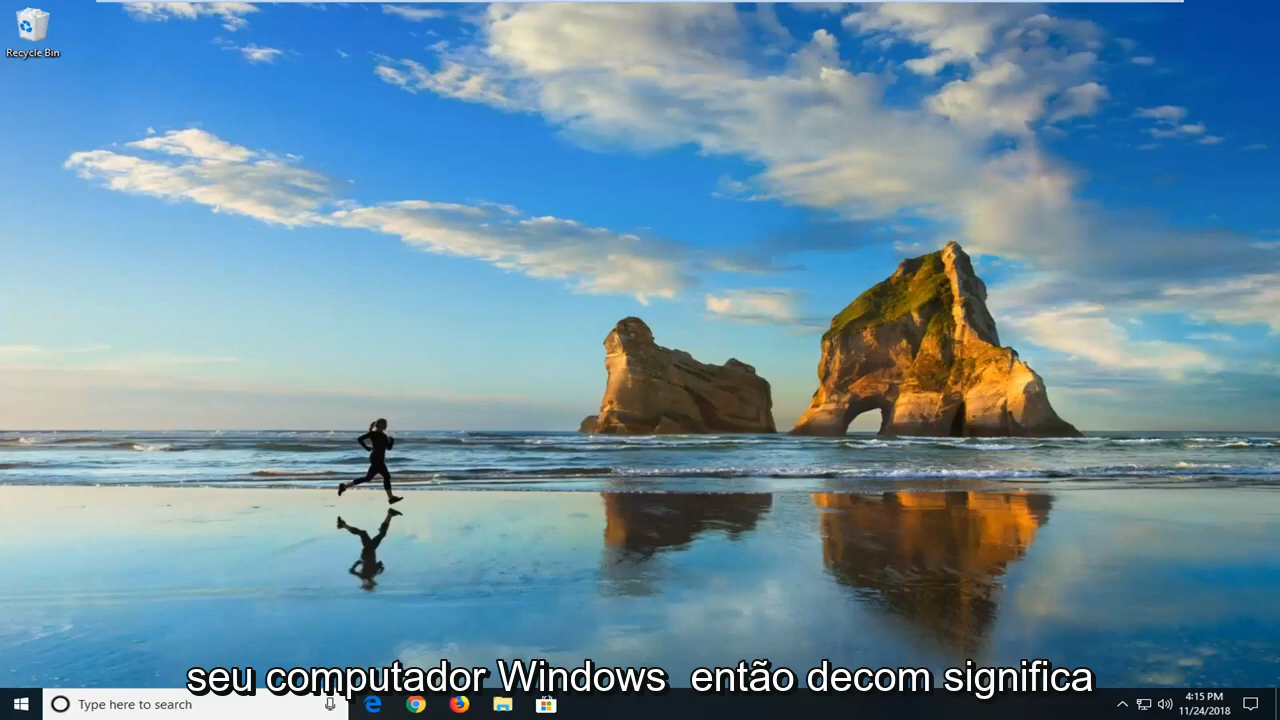 Recycle Bin
seu computador Windows então decom significa
Type here to search
4:15 PM
11/24/2018